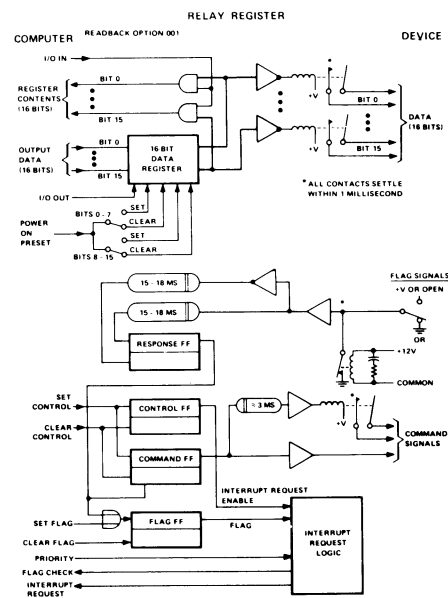 RELAY REGISTER
COMPUTER
READBACK OPTION 001
DEVICE
I/O IN
BIT 0
REGISTER
CONTENTS
(16 BITS)
BIT 15
+V
BIT 0
DATA
(16 BITS)
+V
BIT 15
OUTPUT
DATA
(16 BITS)
BIT 0
BIT 15
16 BIT
DATA
REGISTER
* ALL CONTACTS SETTLE
WITHIN 1 MILLISECOND
I/O OUT
BITS 0 - 7
SET
CLEAR
POWER
ON
PRESET
SET
BITS 8 - 15
CLEAR
FLAG SIGNALS
+V OR OPEN
15 - 18 MS
15 - 18 MS
OR
RESPONSE FF
+12V
COMMON
SET
CONTROL
CONTROL FF
≈ 3 MS
+V
CLEAR
CONTROL
COMMAND
SIGNALS
COMMAND FF
INTERRUPT REQUEST
ENABLE
SET FLAG
FLAG FF
FLAG
INTERRUPT
REQUEST
LOGIC
CLEAR FLAG
PRIORITY
FLAG CHECK
INTERRUPT
REQUEST